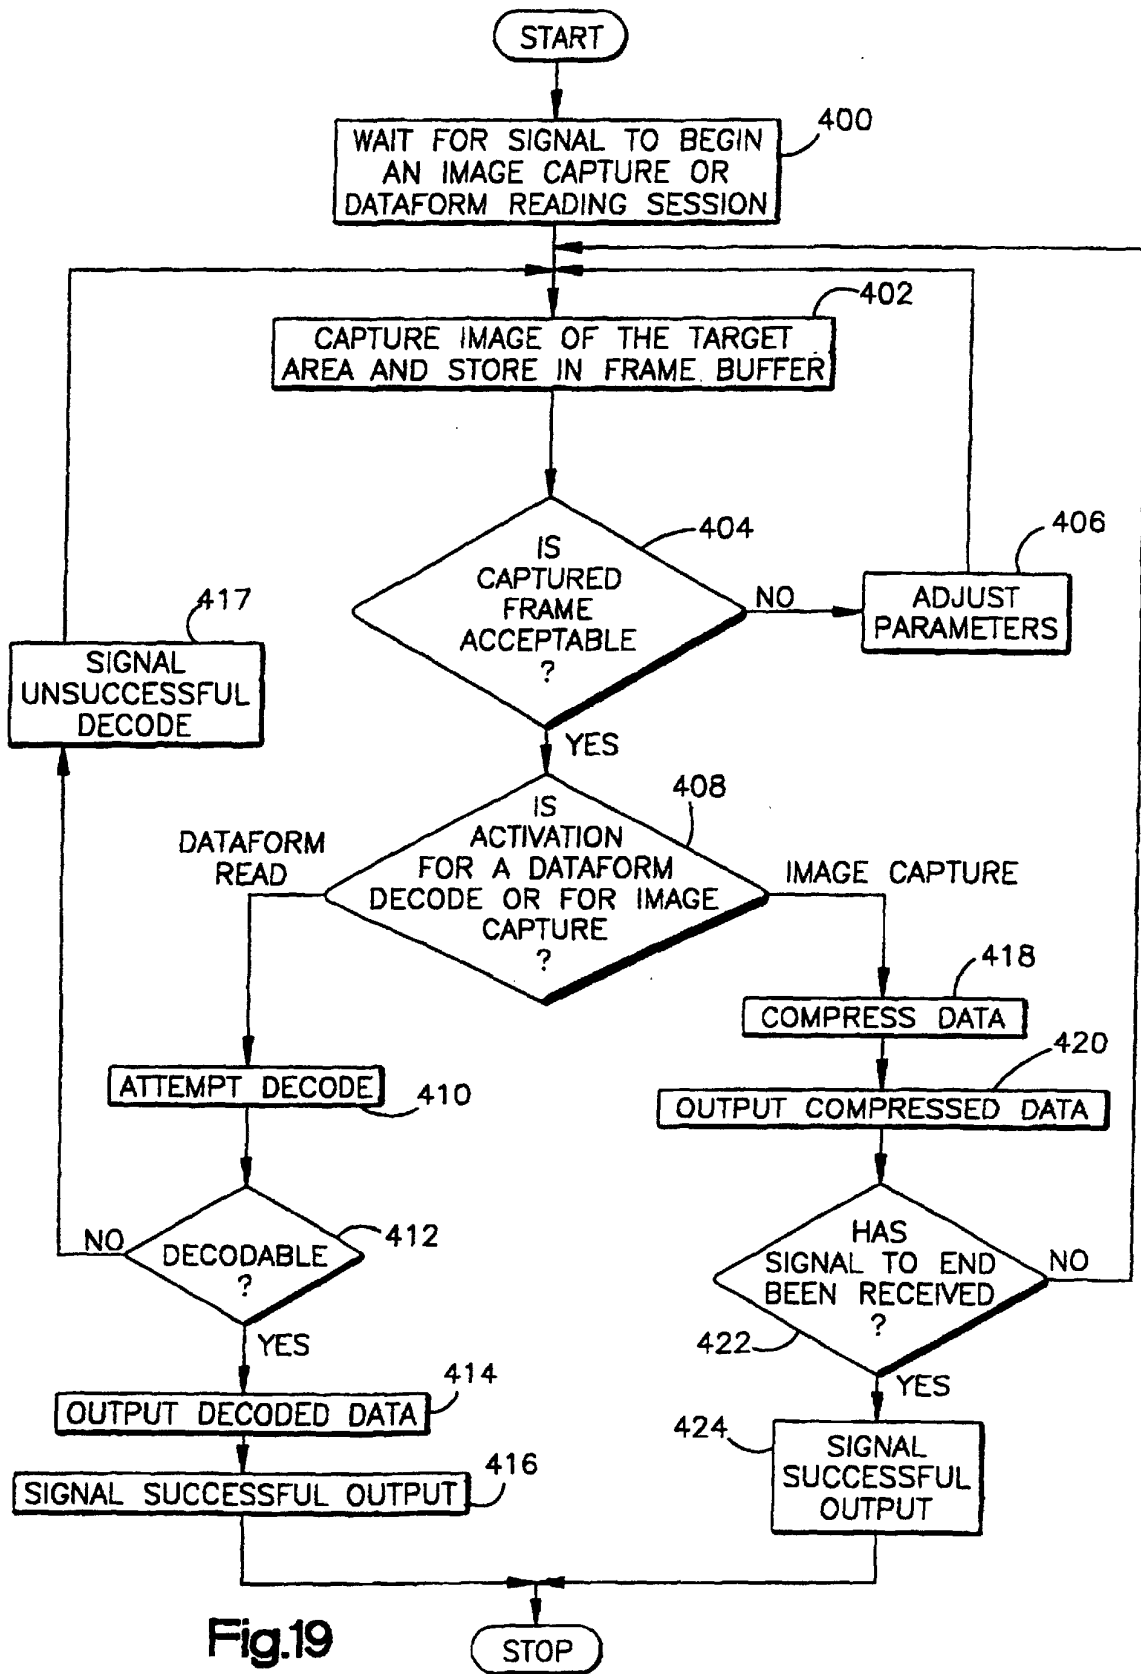 START
400
WAIT FOR SIGNAL TO BEGIN
AN IMAGE CAPTURE OR
DATAFORM READING SESSION
402
CAPTURE IMAGE OF THE TARGET
AREA AND STORE IN FRAME BUFFER
404
IS
CAPTURED
FRAME
ACCEPTABLE
?
NO
406
ADJUST
PARAMETERS
417
SIGNAL
UNSUCCESSFUL
DECODE
YES
408
IS
ACTIVATION
FOR A DATAFORM
DECODE OR FOR IMAGE
CAPTURE
?
DATAFORM
READ
IMAGE CAPTURE
418
COMPRESS DATA
420
OUTPUT COMPRESSED DATA
ATTEMPT DECODE
410
NO
DECODABLE
?
412
HAS
SIGNAL TO END
BEEN RECEIVED
?
NO
422
YES
YES
OUTPUT DECODED DATA
414
SIGNAL SUCCESSFUL OUTPUT
416
424
SIGNAL
SUCCESSFUL
OUTPUT
Fig.19
STOP